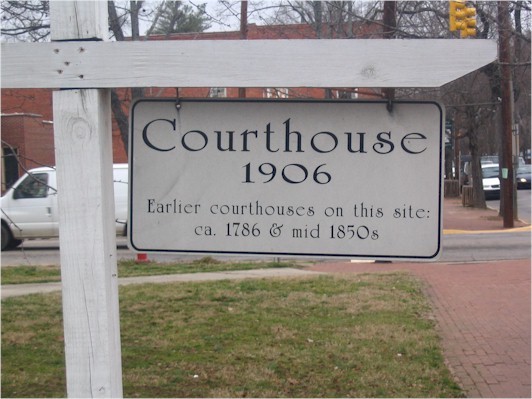 Courthouse
1906
Earlier courthouses on this site:
ca. 1786 & mid 1850s